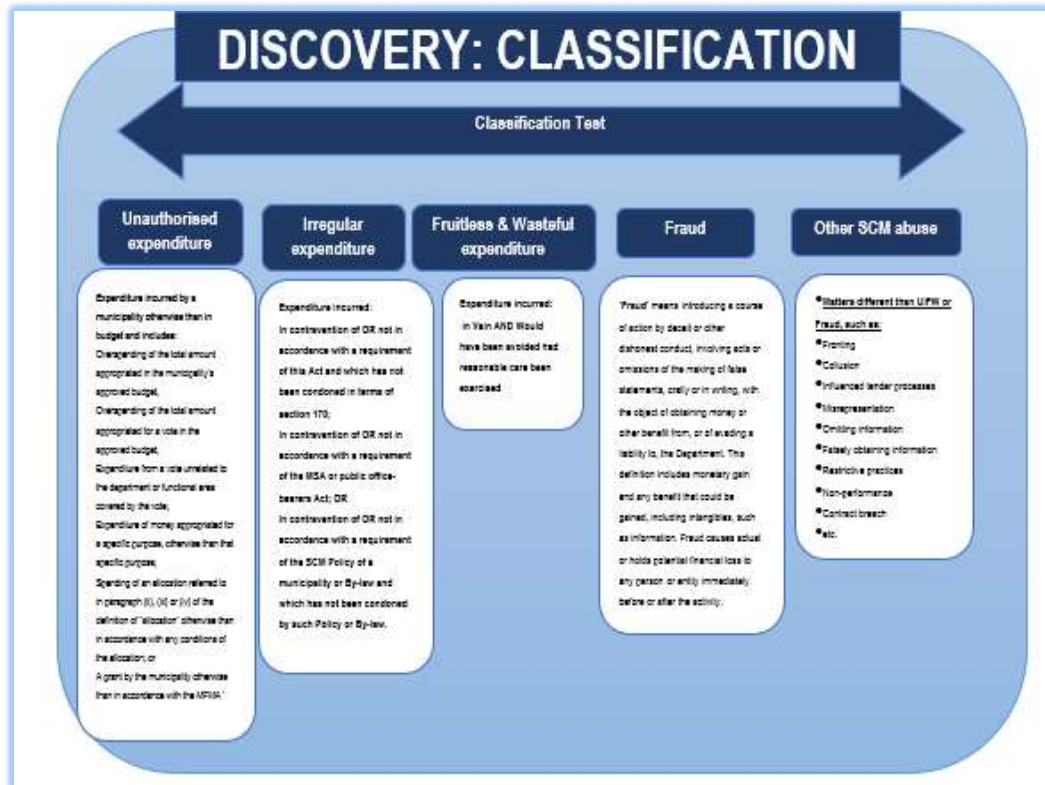 DISCOVERY: CLASSIFICATION
Classification Test
Unauthorised
expenditure
Expenditure incurred by a
municipality otherwise than in
budget and includes:
Overspending of the total amount
appropriated in the municipality's
approved budget,
Overspending of the total amount
appropriated for a vote in the
approved budget,
Expenditure from a vote unrelated to
the department or functional area
covered by the vote;
Expenditure of money appropriated for
a specific purpose, otherwise than that
specific purpose;
Spending of an allocation referred to
in paragraph (ii), (iii) or (iv) of the
definition of "allocation" otherwise than
in accordance with any conditions of
the allocation, or
A grant by the municipality otherwise
than in accordance with the MFMA
Irregular
expenditure
Expenditure incurred:
In contravention of OR not in
accordance with a requirement
of this Act and which has not
been condoned in terms of
section 170;
In contravention of OR not in
accordance with a requirement
of the MSA or public office-
bearers Act; OR
In contravention of OR not in
accordance with a requirement
of the SCM Policy of a
municipality or By-law and
which has not been condoned
by such Policy or By-law.
Fruitless & Wasteful
expenditure
Expenditure incurred:
in Vain AND Would
have been avoided had
reasonable care been
exercised
Fraud
'Fraud' means introducing a course
of action by deceit or other
dishonest conduct, involving acts or
omissions of the making of false
statements, orally or in writing, with
the object of obtaining money or
other benefit from, or of evading a
liability to, the Department. This
definition includes monetary gain
and any benefit that could be
gained, including intangibles, such
as information. Fraud causes actual
or holds potential financial loss to
any person or entity immediately
before or after the activity.
Other SCM abuse
•Matters different than UIFW or
Fraud, such as:
•Fronting
•Collusion
•Influenced tender processes
•Misrepresentation
•Omitting information
•Falsely obtaining information
•Restrictive practices
•Non-performance
•Contract breach
•etc.